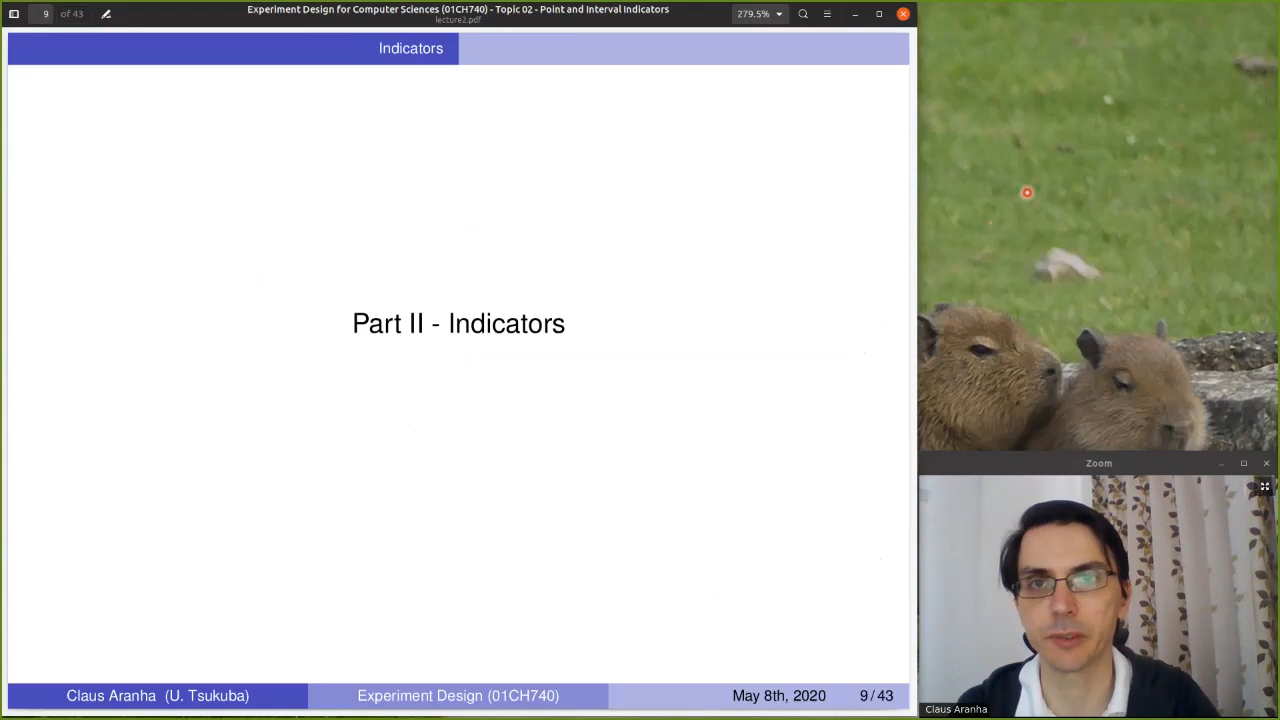 9 of 43
Experiment Design for Computer Sciences (01CH740) - Topic 02 - Point and Interval Indicators
lecture2.pdf
279.5%
Indicators
Part II - Indicators
Claus Aranha (U. Tsukuba)
Experiment Design (01CH740)
May 8th, 2020
9 / 43
Zoom
Claus Aranha